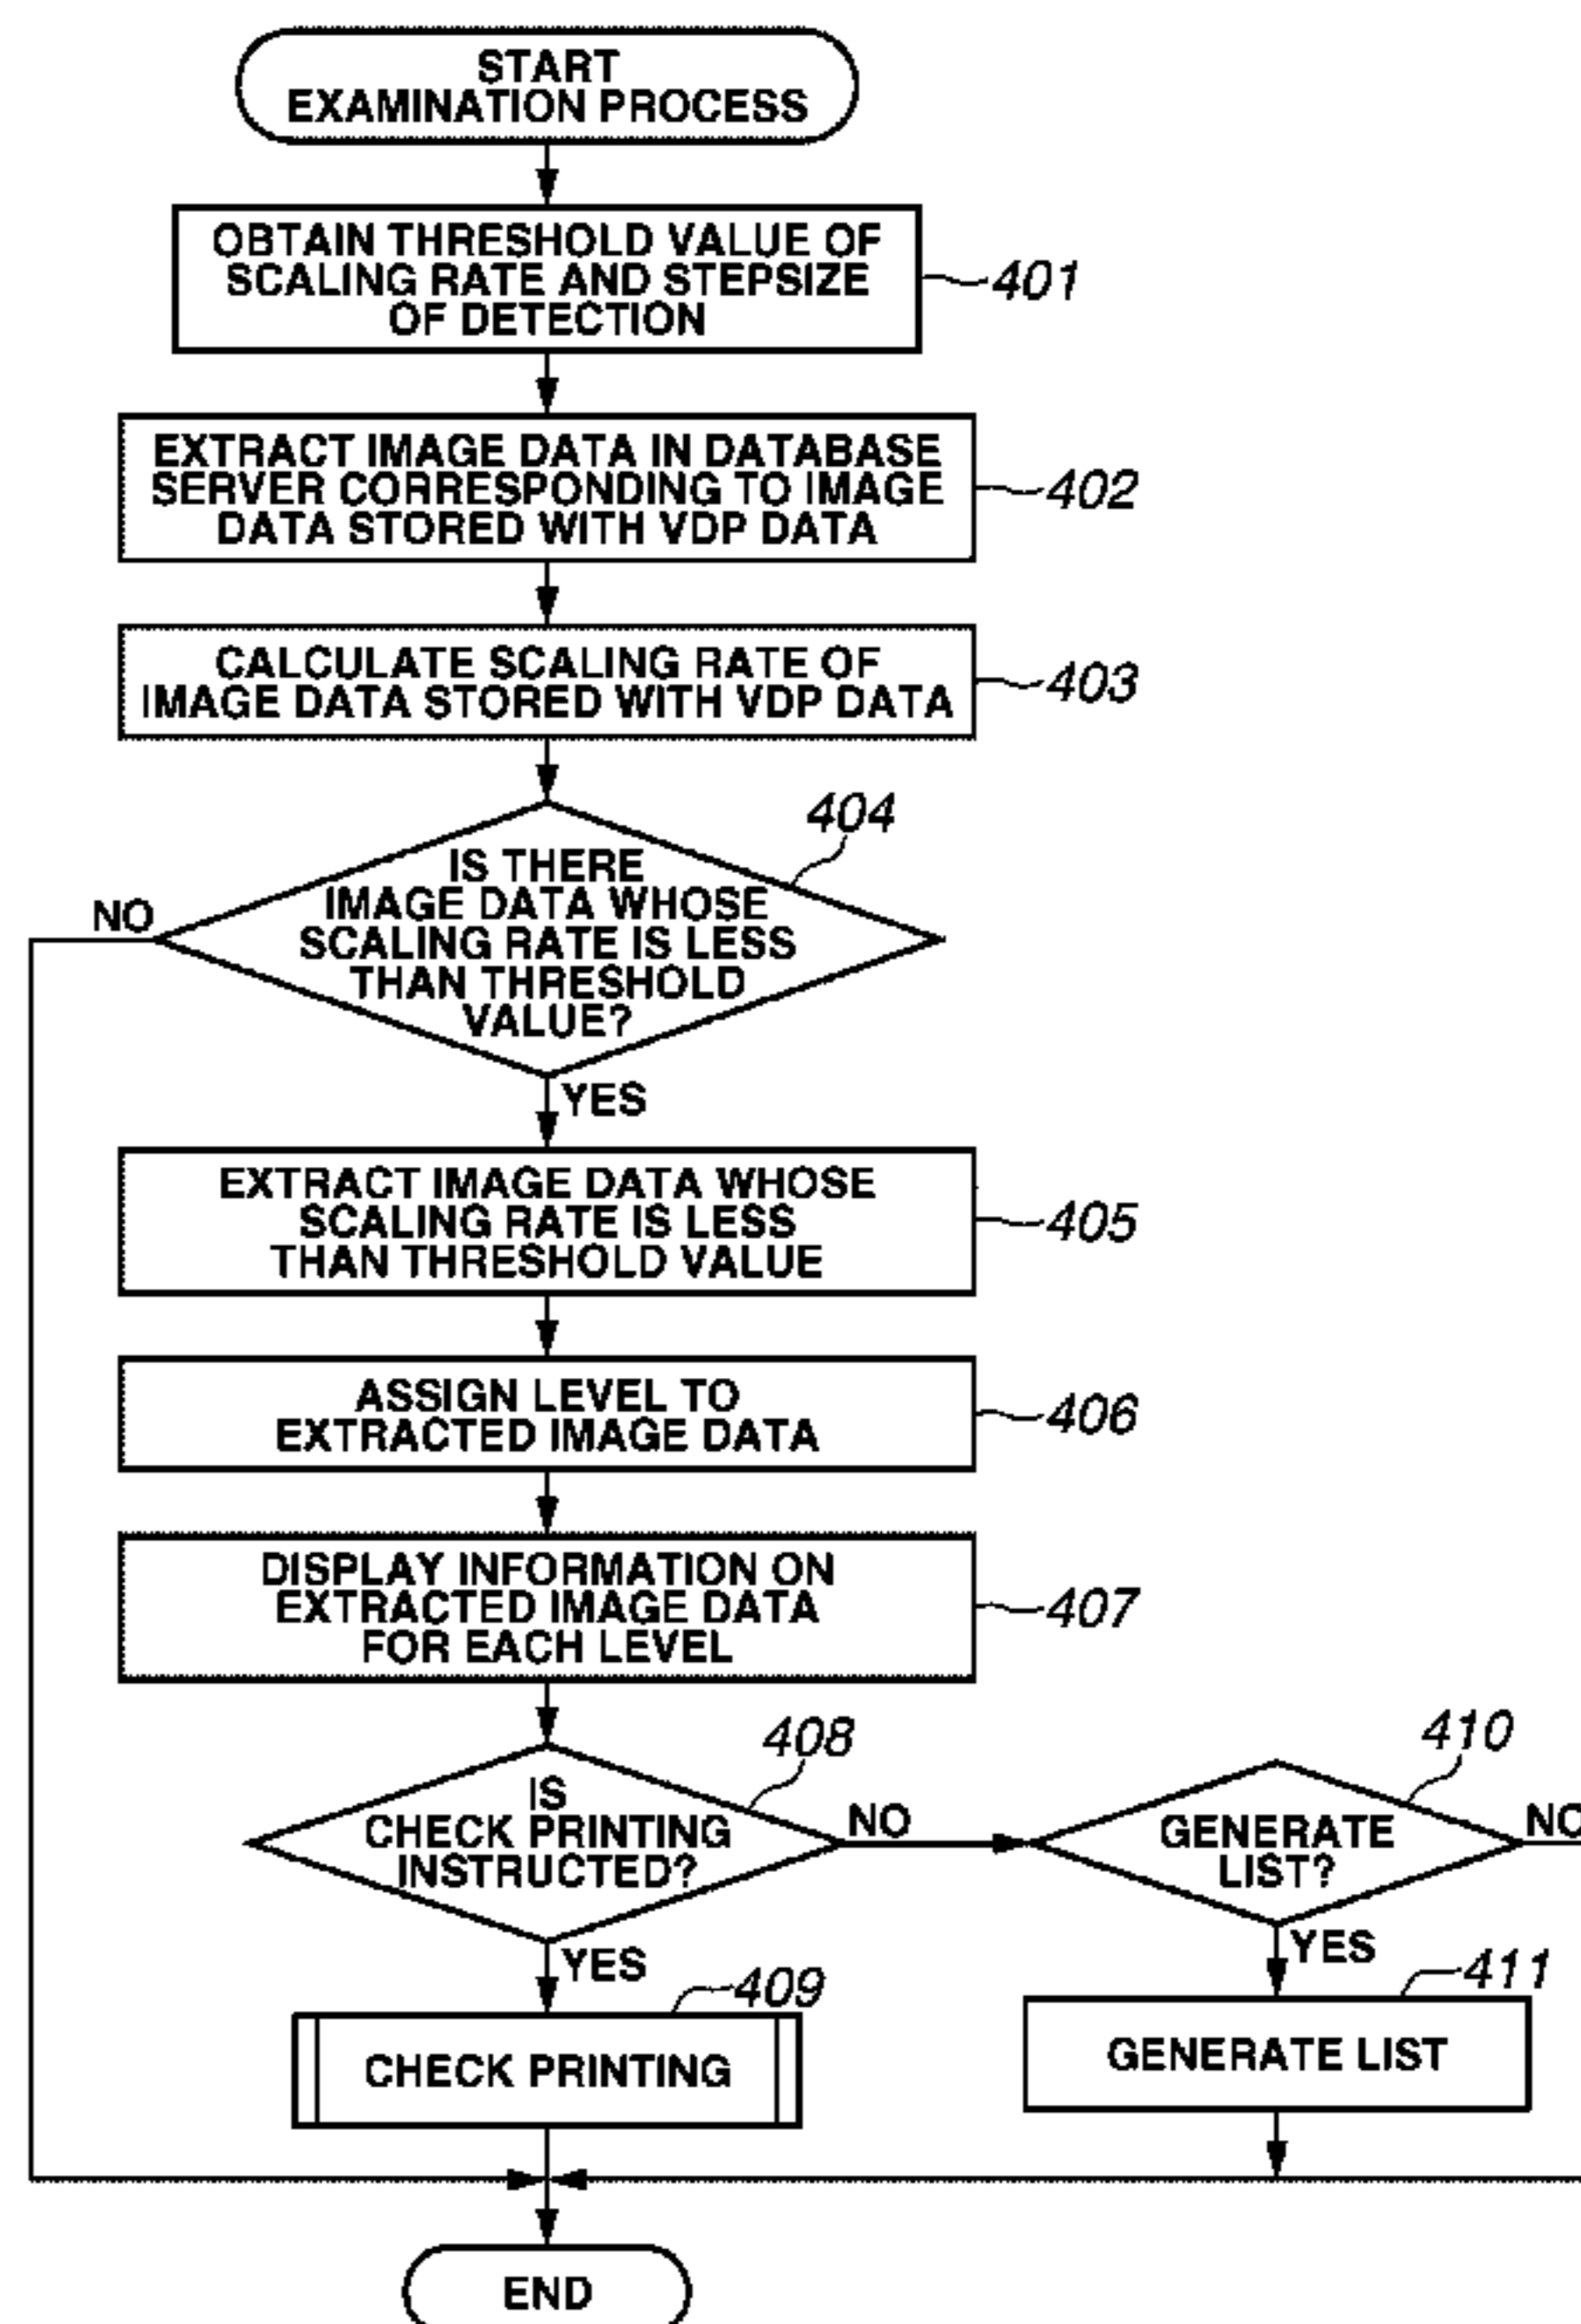 START
EXAMINATION PROCESS
OBTAIN THRESHOLD VALUE OF
SCALING RATE AND STEPSIZE
OF DETECTION
401
EXTRACT IMAGE DATA IN DATABASE
SERVER CORRESPONDING TO IMAGE
DATA STORED WITH VDP DATA
402
CALCULATE SCALING RATE OF
IMAGE DATA STORED WITH VDP DATA
403
404
IS THERE
IMAGE DATA WHOSE
SCALING RATE IS LESS
THAN THRESHOLD
VALUE?
NO
YES
EXTRACT IMAGE DATA WHOSE
SCALING RATE IS LESS
THAN THRESHOLD VALUE
405
ASSIGN LEVEL TO
EXTRACTED IMAGE DATA
406
DISPLAY INFORMATION ON
EXTRACTED IMAGE DATA
FOR EACH LEVEL
407
408
IS
CHECK PRINTING
INSTRUCTED?
NO
410
GENERATE
LIST?
NO
YES
409
CHECK PRINTING
YES
411
GENERATE LIST
END